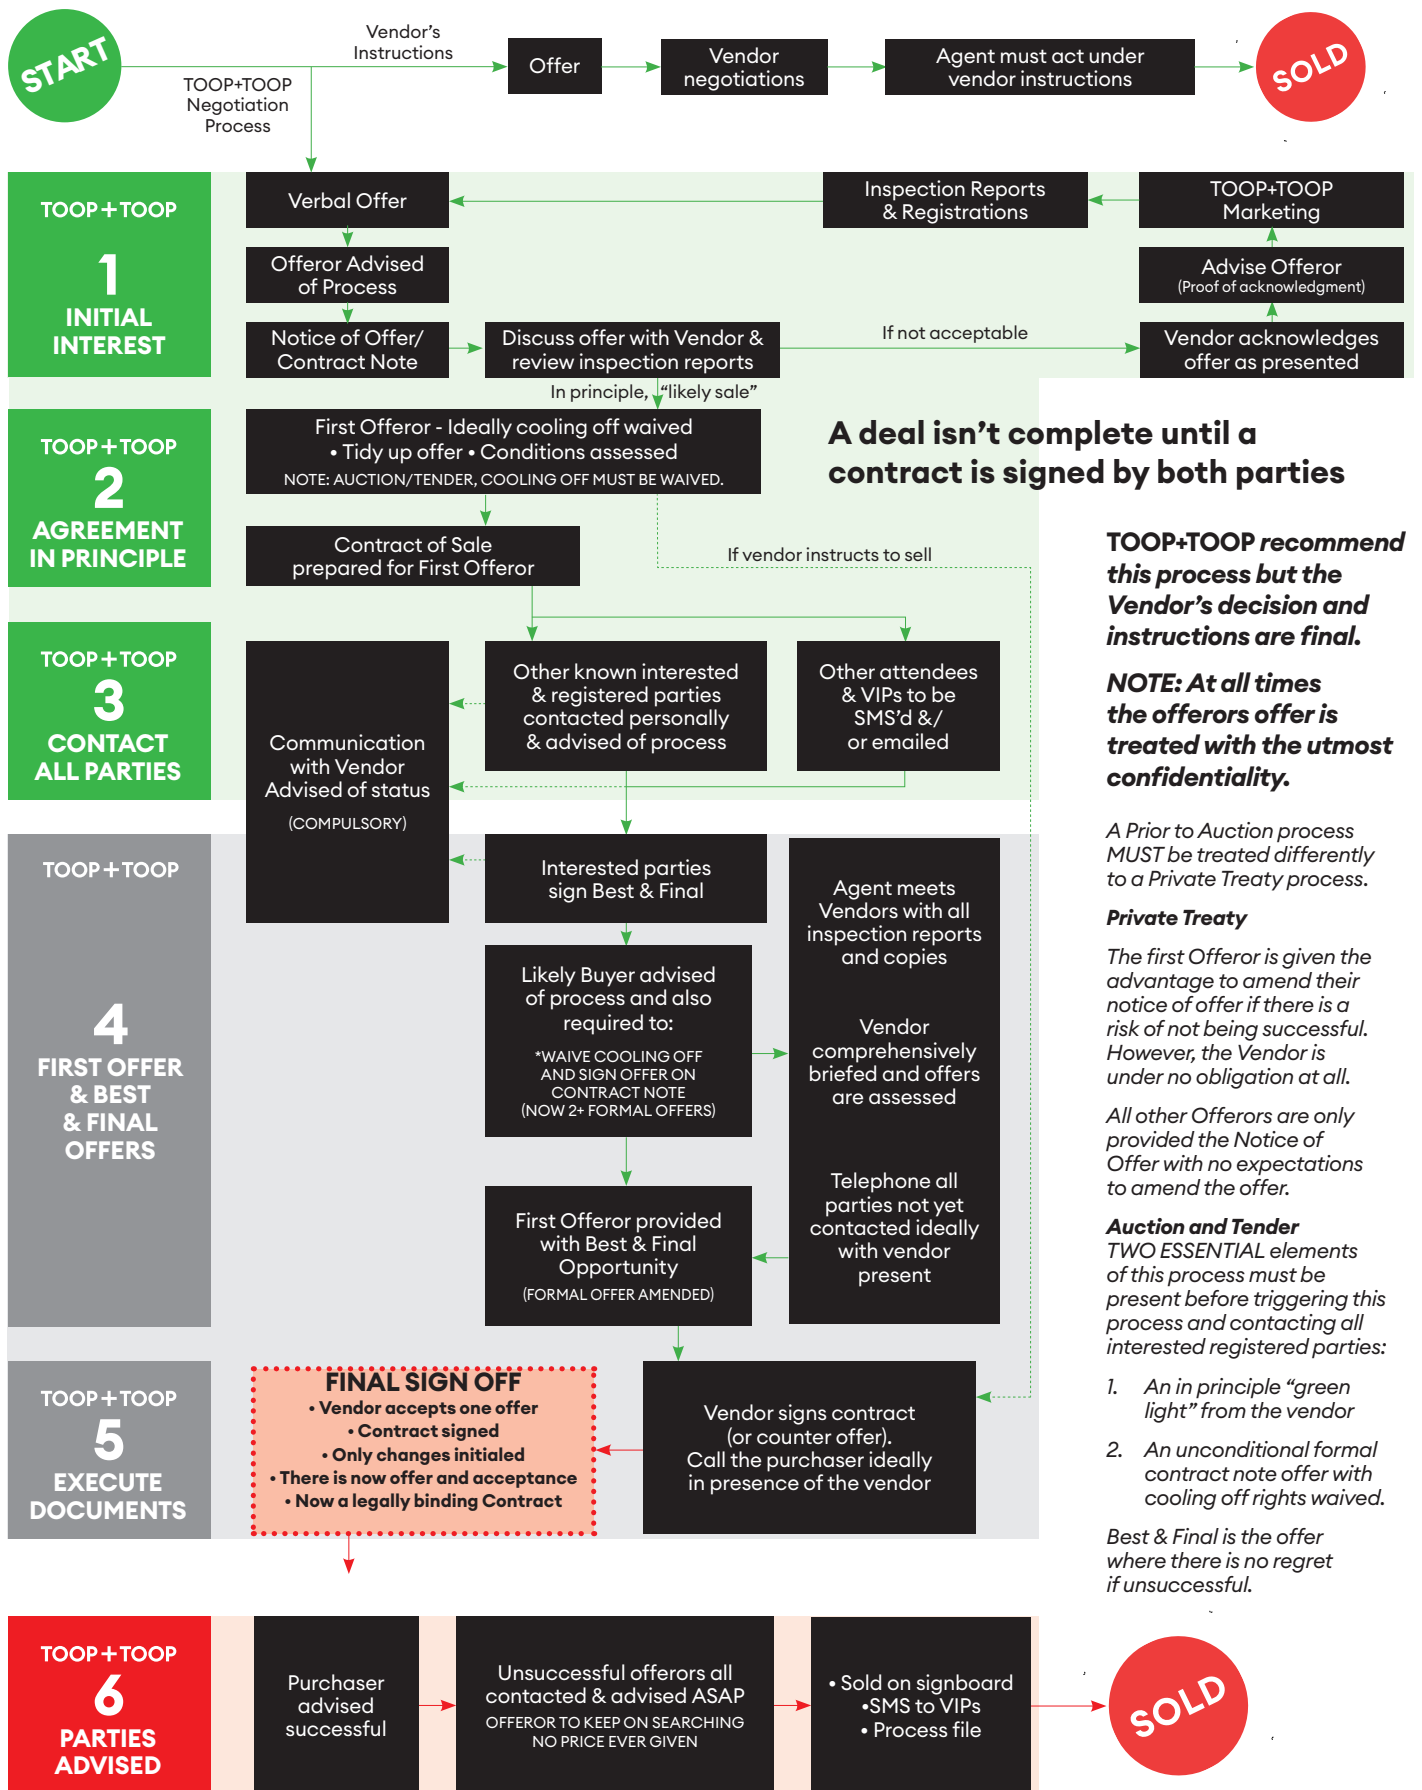 START
Vendor's
Instructions
TOOP+TOOP
Negotiation
Process
Offer
Vendor
negotiations
Agent must act under
vendor instructions
SOLD
TOOP+TOOP
1
INITIAL
INTEREST
Verbal Offer
Inspection Reports
& Registrations
TOOP+TOOP
Marketing
Offeror Advised
of Process
Advise Offeror
(Proof of acknowledgment)
Notice of Offer/
Contract Note
Discuss offer with Vendor &
review inspection reports
If not acceptable
Vendor acknowledges
offer as presented
In principle, "likely sale"
TOOP+TOOP
2
AGREEMENT
IN PRINCIPLE
First Offeror - Ideally cooling off waived
• Tidy up offer • Conditions assessed
NOTE: AUCTION/TENDER, COOLING OFF MUST BE WAIVED.
Contract of Sale
prepared for First Offeror
If vendor instructs to sell
A deal isn't complete until a
contract is signed by both parties
TOOP+TOOP
3
CONTACT
ALL PARTIES
Communication
with Vendor
Advised of status
(COMPULSORY)
Other known interested
& registered parties
contacted personally
& advised of process
Other attendees
& VIPs to be
SMS'd &/
or emailed
TOOP+TOOP
4
FIRST OFFER
& BEST
& FINAL
OFFERS
Interested parties
sign Best & Final
Likely Buyer advised
of process and also
required to:
*WAIVE COOLING OFF
AND SIGN OFFER ON
CONTRACT NOTE
(NOW 2+ FORMAL OFFERS)
First Offeror provided
with Best & Final
Opportunity
(FORMAL OFFER AMENDED)
Agent meets
Vendors with all
inspection reports
and copies
Vendor
comprehensively
briefed and offers
are assessed
Telephone all
parties not yet
contacted ideally
with vendor
present
TOOP+TOOP
5
EXECUTE
DOCUMENTS
FINAL SIGN OFF
• Vendor accepts one offer
• Contract signed
• Only changes initialed
• There is now offer and acceptance
• Now a legally binding Contract
Vendor signs contract
(or counter offer).
Call the purchaser ideally
in presence of the vendor
TOOP+TOOP recommend
this process but the
Vendor's decision and
instructions are final.
NOTE: At all times
the offerors offer is
treated with the utmost
confidentiality.
A Prior to Auction process
MUST be treated differently
to a Private Treaty process.
Private Treaty
The first Offeror is given the
advantage to amend their
notice of offer if there is a
risk of not being successful.
However, the Vendor is
under no obligation at all.
All other Offerors are only
provided the Notice of
Offer with no expectations
to amend the offer.
Auction and Tender
TWO ESSENTIAL elements
of this process must be
present before triggering this
process and contacting all
interested registered parties:
1. An in principle "green
light" from the vendor
2. An unconditional formal
contract note offer with
cooling off rights waived.
Best & Final is the offer
where there is no regret
if unsuccessful.
TOOP+TOOP
6
PARTIES
ADVISED
Purchaser
advised
successful
Unsuccessful offerors all
contacted & advised ASAP
OFFEROR TO KEEP ON SEARCHING
NO PRICE EVER GIVEN
• Sold on signboard
•SMS to VIPs
• Process file
SOLD